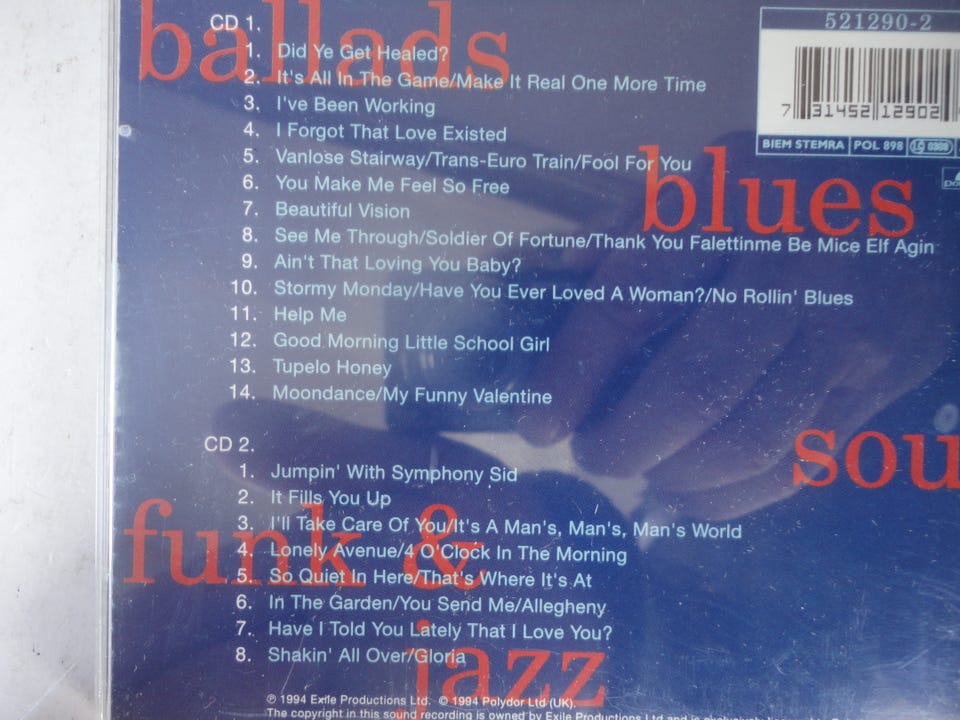 ballads
CD 1.
1. Did Ye Get Healed?
2. It's All In The Game/Make It Real One More Time
3. I've Been Working
4. I Forgot That Love Existed
5. Vanlose Stairway/Trans-Euro Train/Fool For You
6. You Make Me Feel So Free
7. Beautiful Vision
8. See Me Through/Soldier Of Fortune/Thank You Falettinme Be Mice Elf Agin
9. Ain't That Loving You Baby?
10. Stormy Monday/Have You Ever Loved A Woman?/No Rollin' Blues
11. Help Me
12. Good Morning Little School Girl
13. Tupelo Honey
14. Moondance/My Funny Valentine
521290-2
7 31452 12902
BIEM STEMRA POL 898 LC 0309
blues
sou
CD 2.
1. Jumpin' With Symphony Sid
2. It Fills You Up
3. I'll Take Care Of You/It's A Man's, Man's, Man's World
4. Lonely Avenue/4 O'Clock In The Morning
5. So Quiet In Here/That's Where It's At
6. In The Garden/You Send Me/Allegheny
7. Have I Told You Lately That I Love You?
8. Shakin' All Over/Gloria
funk &
jazz
℗ 1994 Exile Productions Ltd. © 1994 Polydor Ltd (UK).
The copyright in this sound recording is owned by Exile Productions Ltd and is exclusively